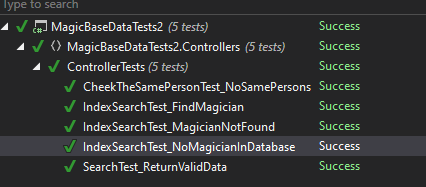 Type to search
MagicBaseDataTests2 (5 tests) Success
MagicBaseDataTests2.Controllers (5 tests) Success
ControllerTests (5 tests) Success
CheekTheSamePersonTest_NoSamePersons Success
IndexSearchTest_FindMagician Success
IndexSearchTest_MagicianNotFound Success
IndexSearchTest_NoMagicianInDatabase Success
SearchTest_ReturnValidData Success